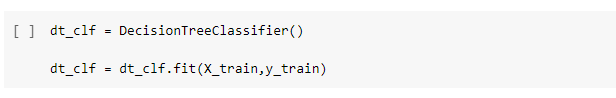 [ ] dt_clf = DecisionTreeClassifier()
dt_clf = dt_clf.fit(X_train,y_train)